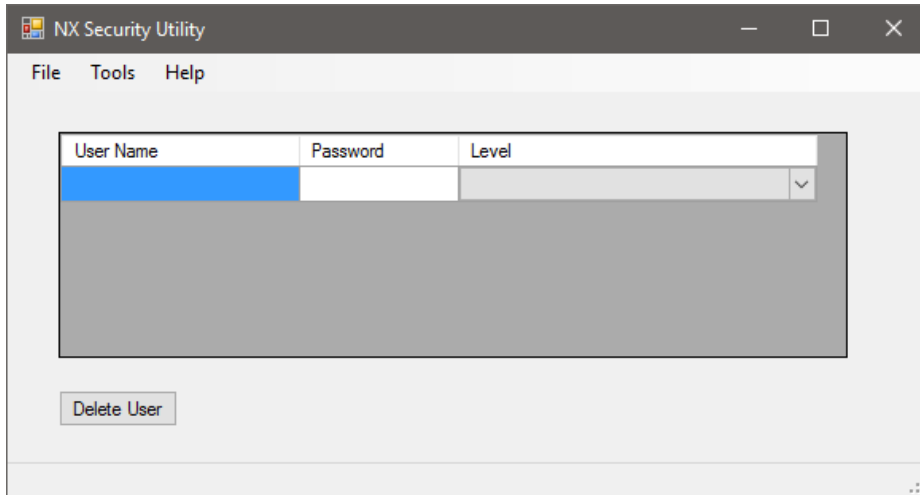 NX Security Utility
File Tools Help
User Name Password Level
Delete User